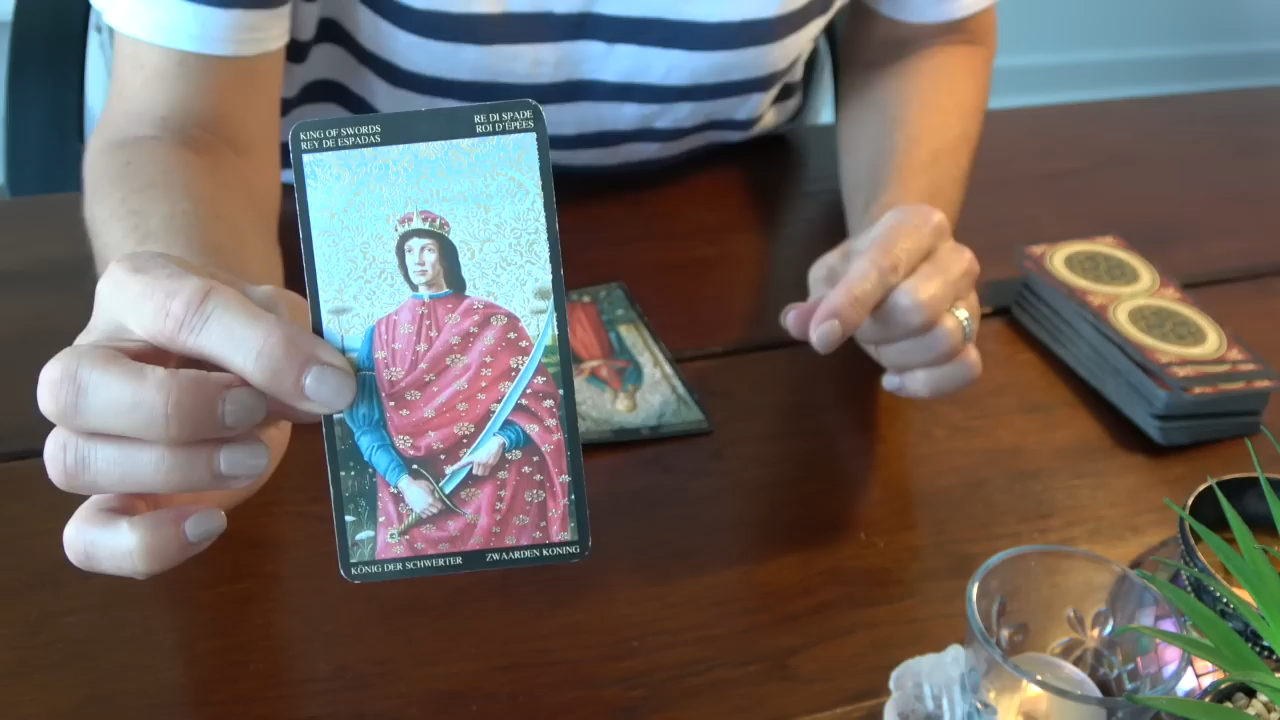 KING OF SWORDS
REY DE ESPADAS
RE DI SPADE
ROI D'ÉPÉES
KÖNIG DER SCHWERTER
ZWAARDEN KONING